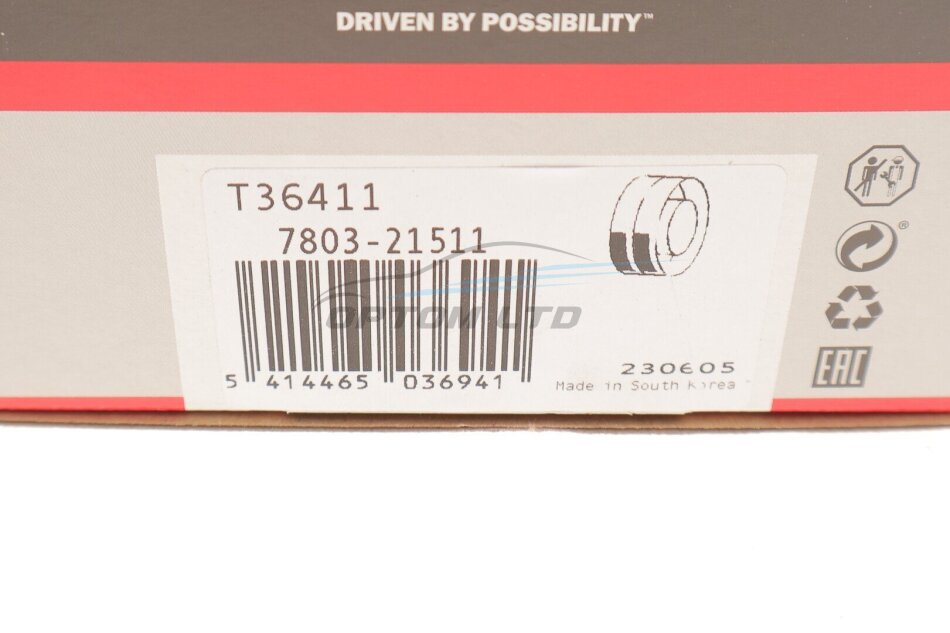 DRIVEN BY POSSIBILITY™
T36411
7803-21511
5 414465 036941
OPTOM LTD
230605
Made in South Korea
®
EAC